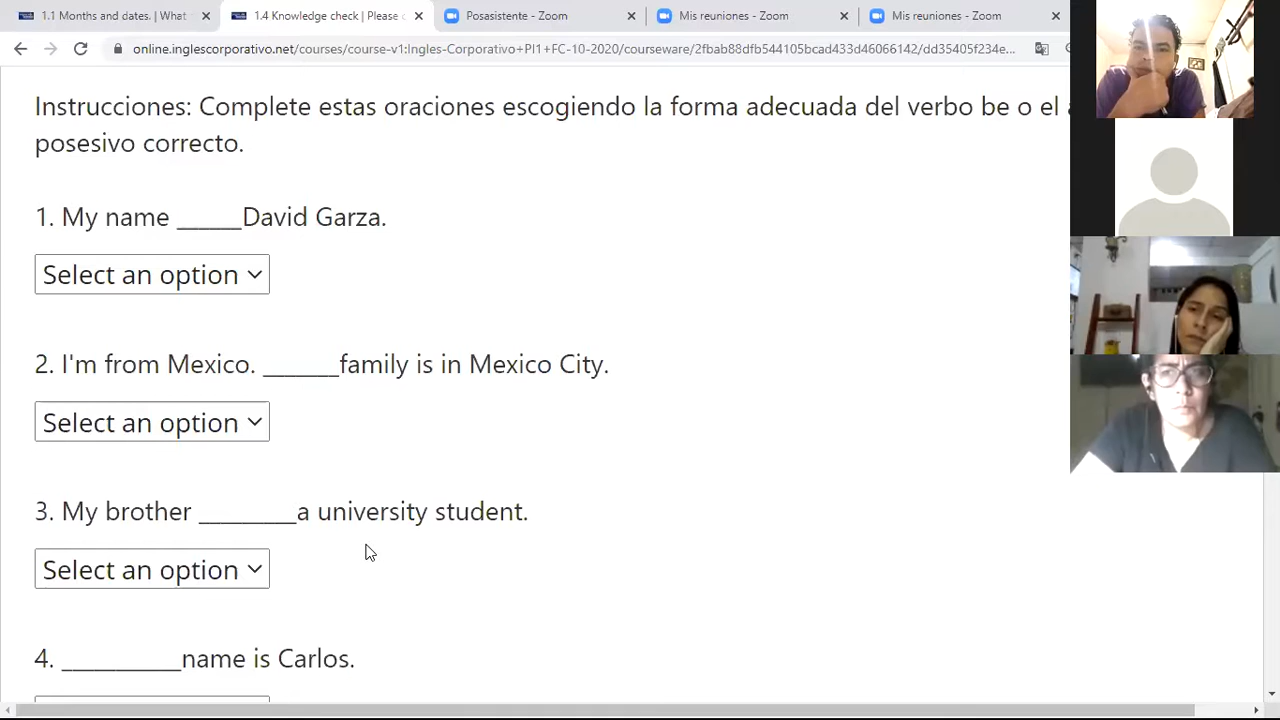 1.1 Months and dates. | What
1.4 Knowledge check | Please
Posasistente - Zoom
Mis reuniones - Zoom
Mis reuniones - Zoom
online.inglescorporativo.net/courses/course-v1:Ingles-Corporativo+PI1+FC-10-2020/courseware/2fbab88dfb544105bcad433d46066142/dd35405f234e...
Instrucciones: Complete estas oraciones escogiendo la forma adecuada del verbo be o el
posesivo correcto.
1. My name ______David Garza.
Select an option
2. I'm from Mexico. _______family is in Mexico City.
Select an option
3. My brother _________a university student.
Select an option
4. ___________name is Carlos.